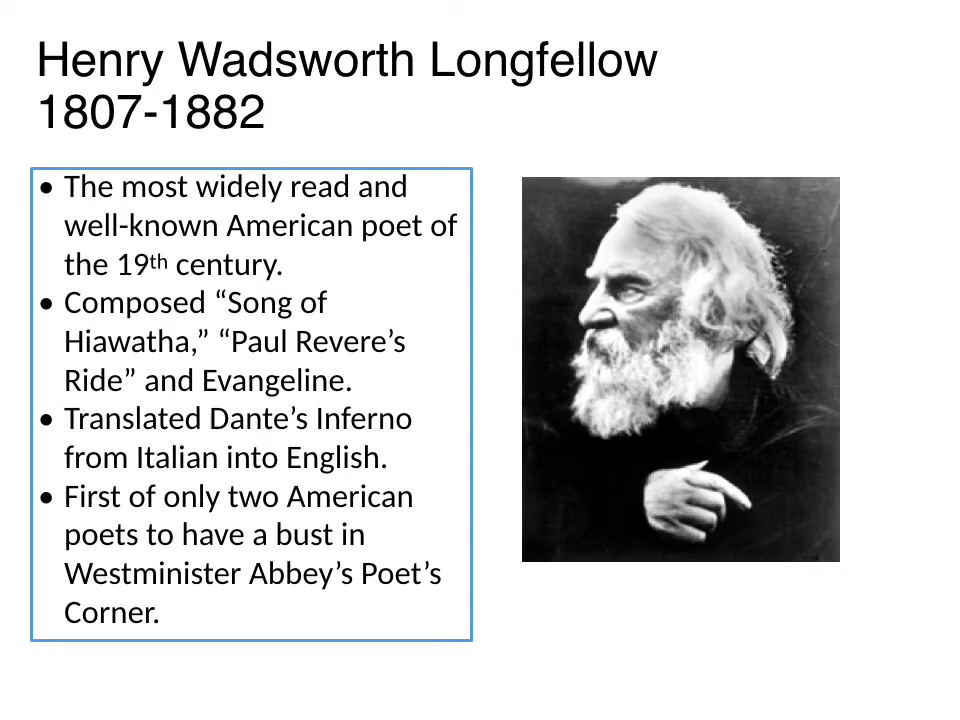 Henry Wadsworth Longfellow
1807-1882
• The most widely read and
well-known American poet of
the 19th century.
• Composed “Song of
Hiawatha,” “Paul Revere’s
Ride” and Evangeline.
• Translated Dante’s Inferno
from Italian into English.
• First of only two American
poets to have a bust in
Westminister Abbey’s Poet’s
Corner.